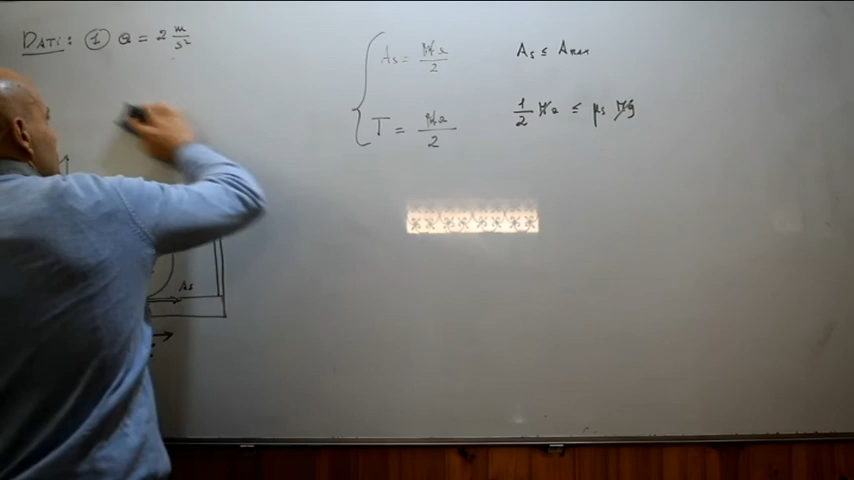 DATI: ① a = 2 m/s²
As = Ma/2
As ≤ Amax
T = Ma/2
1/2 Ma ≤ μs Mg
As